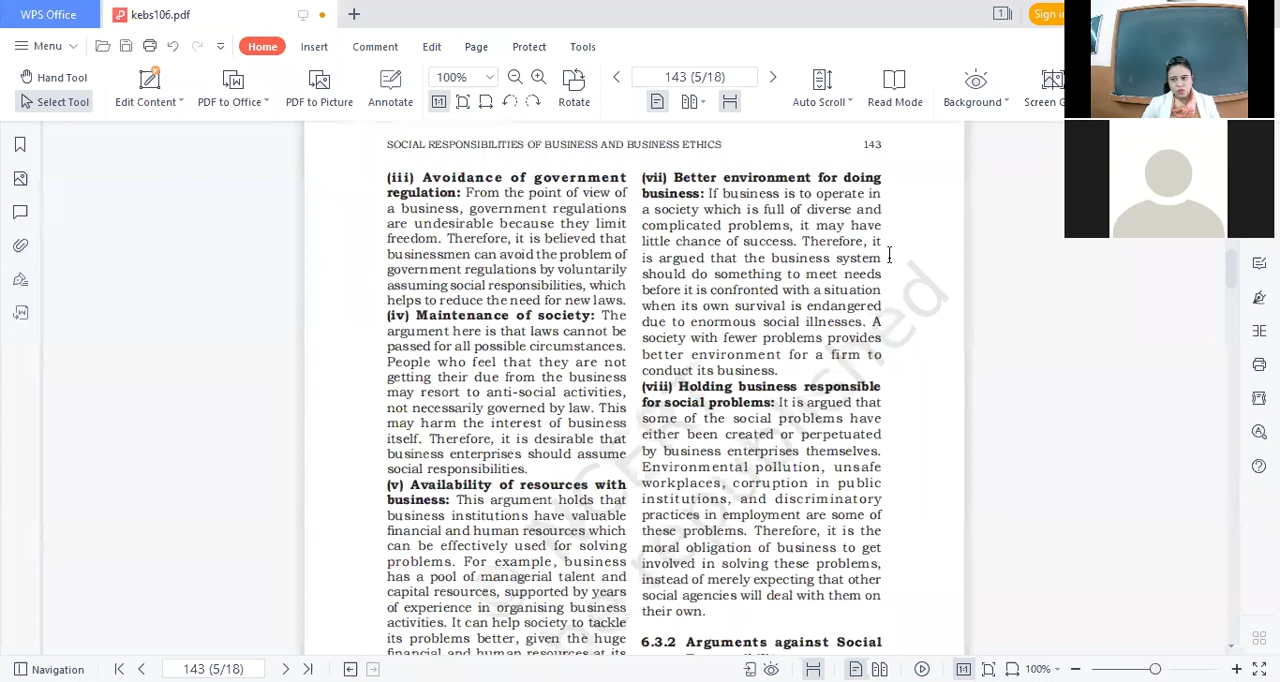 WPS Office
kebs106.pdf
1
Sign in
Menu
Home
Insert
Comment
Edit
Page
Protect
Tools
Hand Tool
Select Tool
Edit Content
PDF to Office
PDF to Picture
Annotate
100%
Rotate
143 (5/18)
Auto Scroll
Read Mode
Background
Screen G
SOCIAL RESPONSIBILITIES OF BUSINESS AND BUSINESS ETHICS
143
(iii) Avoidance of government
regulation: From the point of view of
a business, government regulations
are undesirable because they limit
freedom. Therefore, it is believed that
businessmen can avoid the problem of
government regulations by voluntarily
assuming social responsibilities, which
helps to reduce the need for new laws.
(iv) Maintenance of society: The
argument here is that laws cannot be
passed for all possible circumstances.
People who feel that they are not
getting their due from the business
may resort to anti-social activities,
not necessarily governed by law. This
may harm the interest of business
itself. Therefore, it is desirable that
business enterprises should assume
social responsibilities.
(v) Availability of resources with
business: This argument holds that
business institutions have valuable
financial and human resources which
can be effectively used for solving
problems. For example, business
has a pool of managerial talent and
capital resources, supported by years
of experience in organising business
activities. It can help society to tackle
its problems better, given the huge
financial and human resources at its
(vii) Better environment for doing
business: If business is to operate in
a society which is full of diverse and
complicated problems, it may have
little chance of success. Therefore, it
is argued that the business system
should do something to meet needs
before it is confronted with a situation
when its own survival is endangered
due to enormous social illnesses. A
society with fewer problems provides
better environment for a firm to
conduct its business.
(viii) Holding business responsible
for social problems: It is argued that
some of the social problems have
either been created or perpetuated
by business enterprises themselves.
Environmental pollution, unsafe
workplaces, corruption in public
institutions, and discriminatory
practices in employment are some of
these problems. Therefore, it is the
moral obligation of business to get
involved in solving these problems,
instead of merely expecting that other
social agencies will deal with them on
their own.
6.3.2 Arguments against Social
Navigation
143 (5/18)
100%